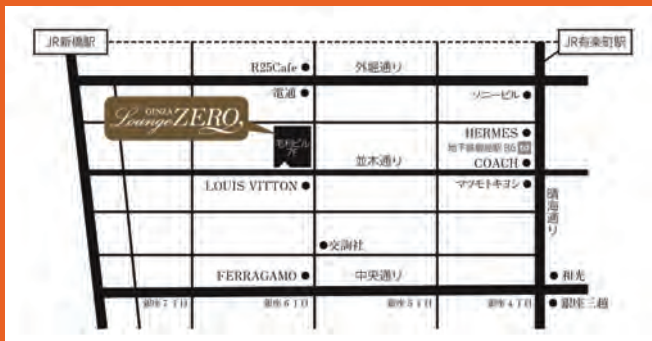 JR新橋駅
JR有楽町駅
R25Cafe
外堀通り
電通
ソニービル
GINZA
Lounge ZERO
HERMES
地下鉄銀座駅 B6
並木通り
COACH
LOUIS VITTON
マツモトキヨシ
晴海通り
交詢社
FERRAGAMO
中央通り
和光
銀座7丁目
銀座6丁目
銀座5丁目
銀座4丁目
銀座三越